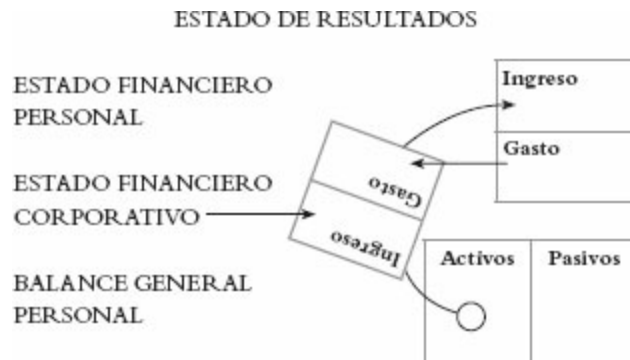 ESTADO DE RESULTADOS
ESTADO FINANCIERO
PERSONAL
Ingreso
Gasto
ESTADO FINANCIERO
CORPORATIVO
Gasto
Ingreso
BALANCE GENERAL
PERSONAL
Activos
Pasivos